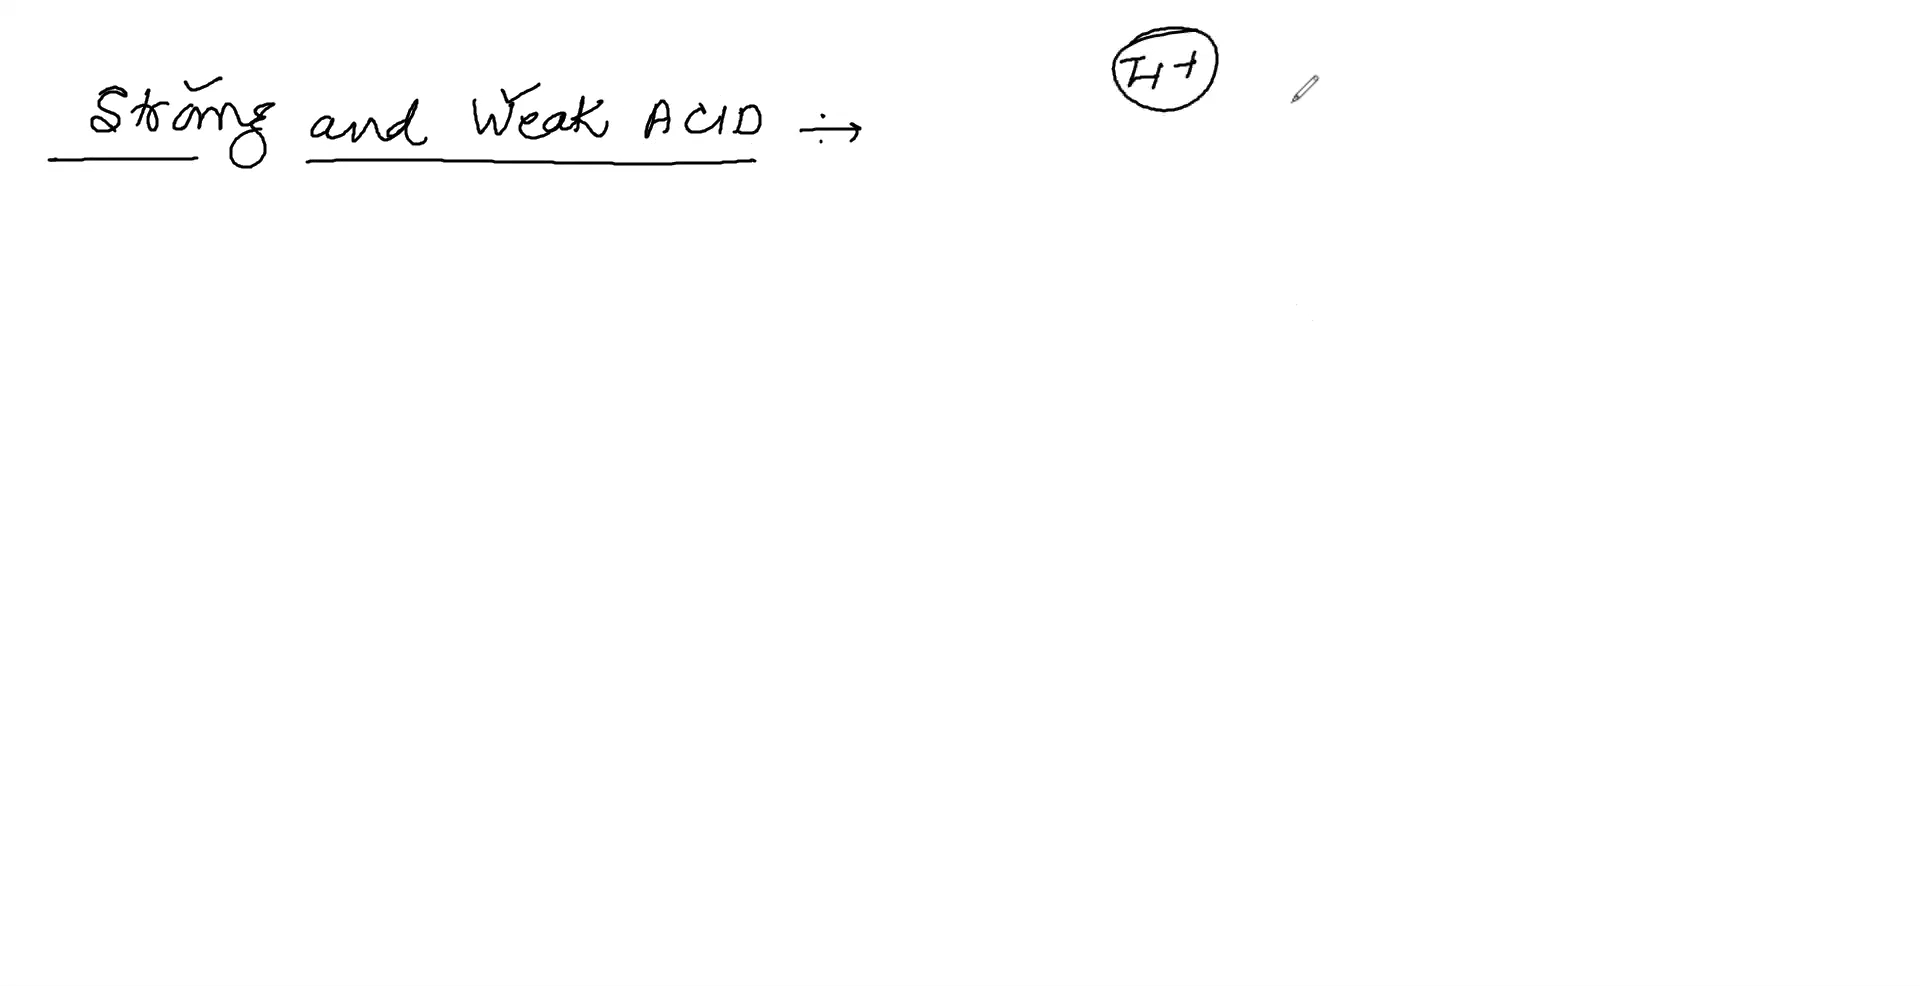 H+
Strong and Weak ACID ÷→